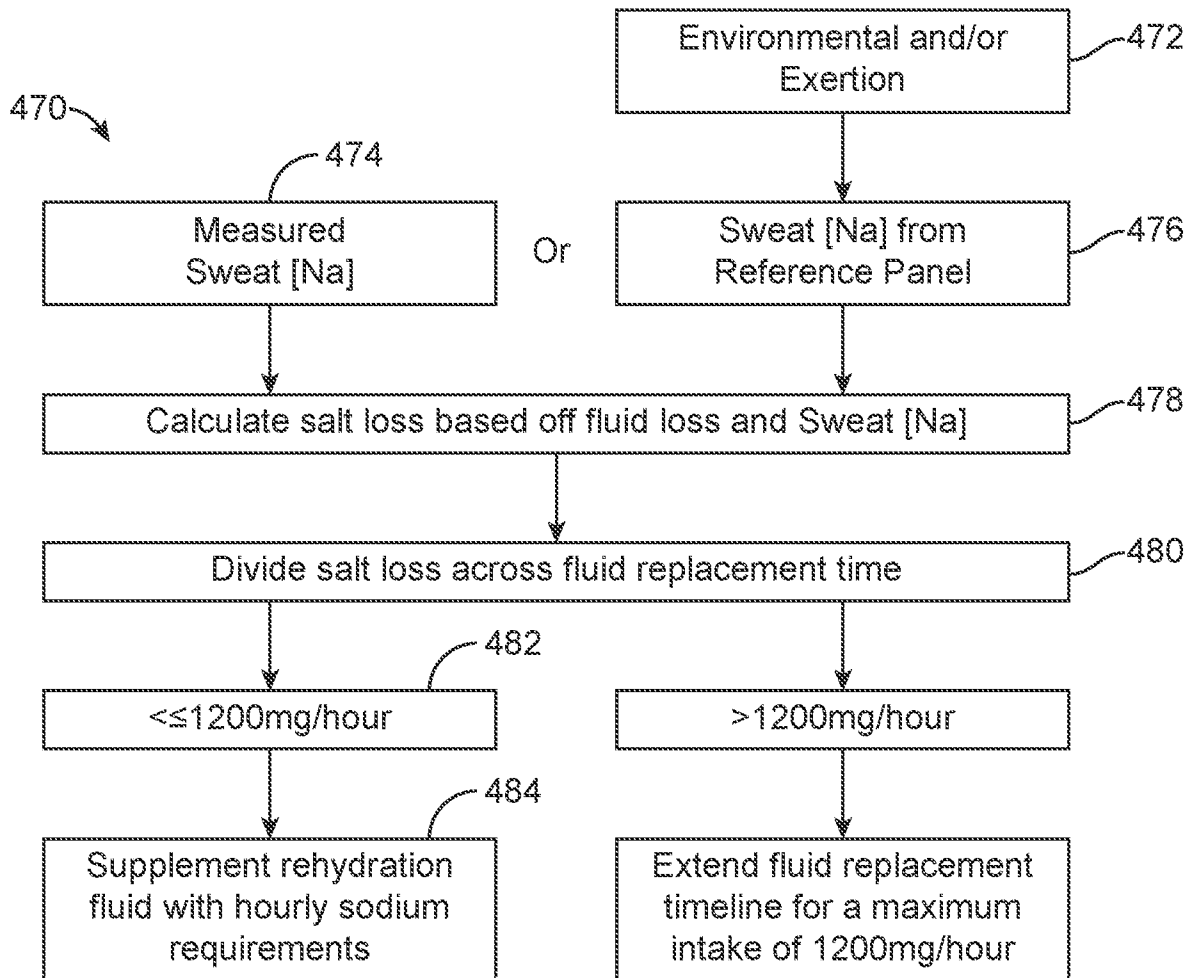 Environmental and/or
Exertion
472
470
474
Measured
Sweat [Na]
Or
Sweat [Na] from
Reference Panel
476
Calculate salt loss based off fluid loss and Sweat [Na]
478
Divide salt loss across fluid replacement time
480
482
<≤1200mg/hour
>1200mg/hour
484
Supplement rehydration
fluid with hourly sodium
requirements
Extend fluid replacement
timeline for a maximum
intake of 1200mg/hour